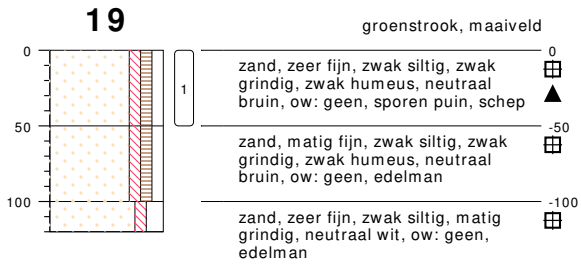 19
groenstrook, maaiveld
0
0
zand, zeer fijn, zwak siltig, zwak
grindig, zwak humeus, neutraal
bruin, ow: geen, sporen puin, schep
1
50
-50
zand, matig fijn, zwak siltig, zwak
grindig, zwak humeus, neutraal
bruin, ow: geen, edelman
100
-100
zand, zeer fijn, zwak siltig, matig
grindig, neutraal wit, ow: geen,
edelman